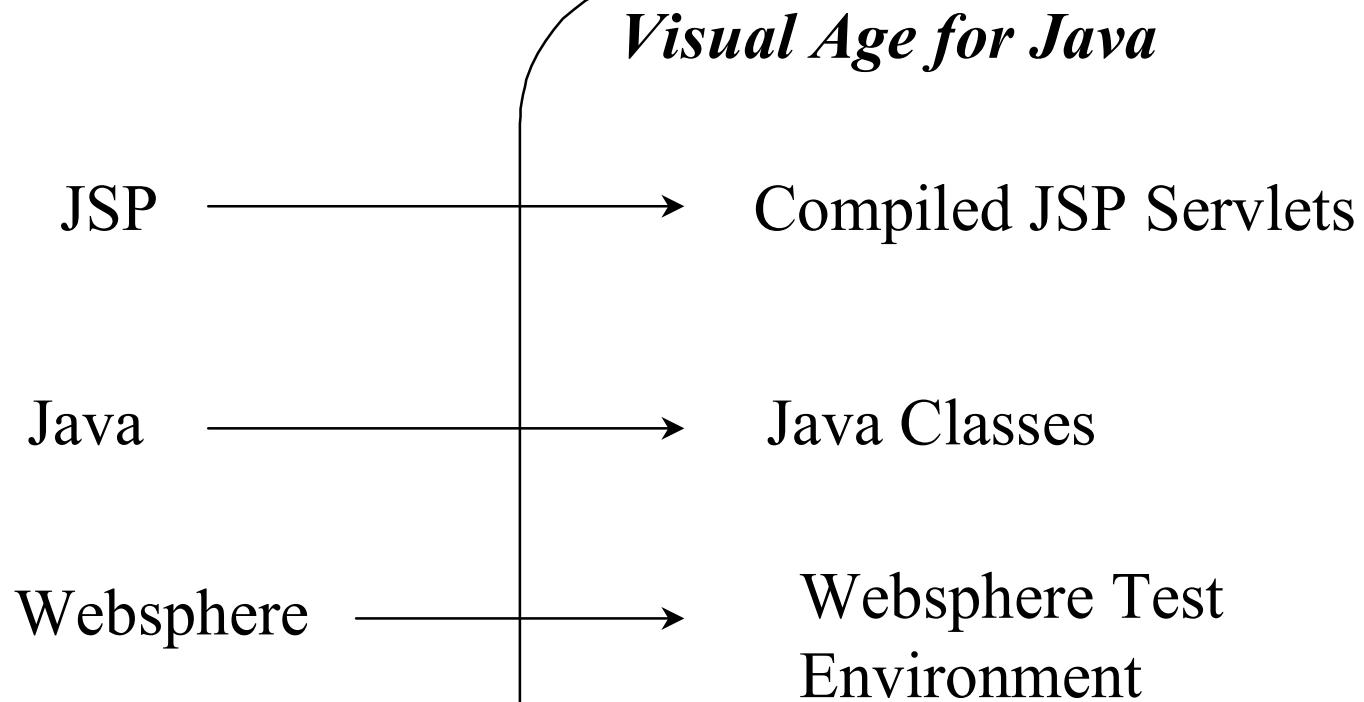 Visual Age for Java
JSP
Compiled JSP Servlets
Java
Java Classes
Websphere
Websphere Test
Environment